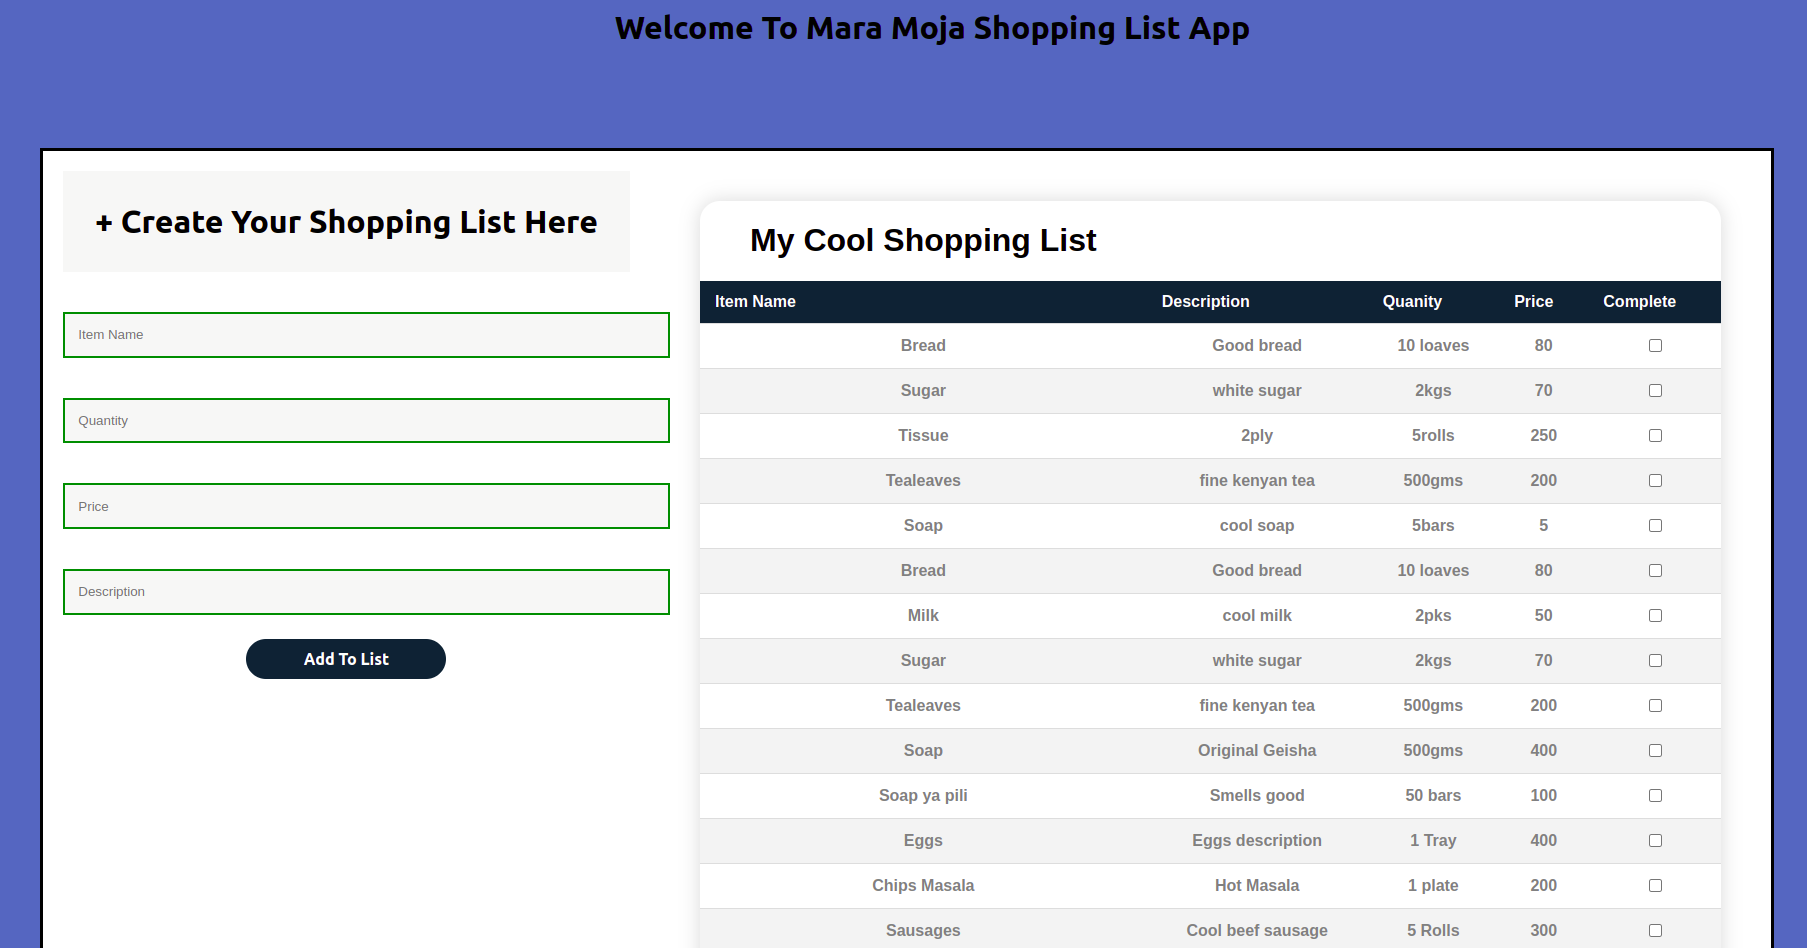 Welcome To Mara Moja Shopping List App
+ Create Your Shopping List Here
Item Name
Quantity
Price
Description
Add To List
My Cool Shopping List
Item Name Description Quanity Price Complete
Bread Good bread 10 loaves 80
Sugar white sugar 2kgs 70
Tissue 2ply 5rolls 250
Tealeaves fine kenyan tea 500gms 200
Soap cool soap 5bars 5
Bread Good bread 10 loaves 80
Milk cool milk 2pks 50
Sugar white sugar 2kgs 70
Tealeaves fine kenyan tea 500gms 200
Soap Original Geisha 500gms 400
Soap ya pili Smells good 50 bars 100
Eggs Eggs description 1 Tray 400
Chips Masala Hot Masala 1 plate 200
Sausages Cool beef sausage 5 Rolls 300